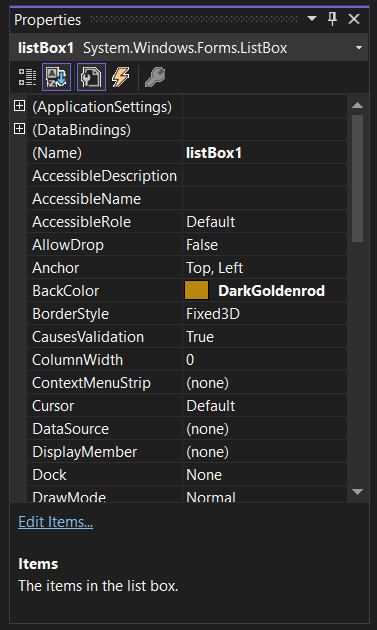 Properties
listBox1 System.Windows.Forms.ListBox
(ApplicationSettings)
(DataBindings)
(Name) listBox1
AccessibleDescription
AccessibleName
AccessibleRole Default
AllowDrop False
Anchor Top, Left
BackColor DarkGoldenrod
BorderStyle Fixed3D
CausesValidation True
ColumnWidth 0
ContextMenuStrip (none)
Cursor Default
DataSource (none)
DisplayMember (none)
Dock None
DrawMode Normal
Edit Items...
Items
The items in the list box.